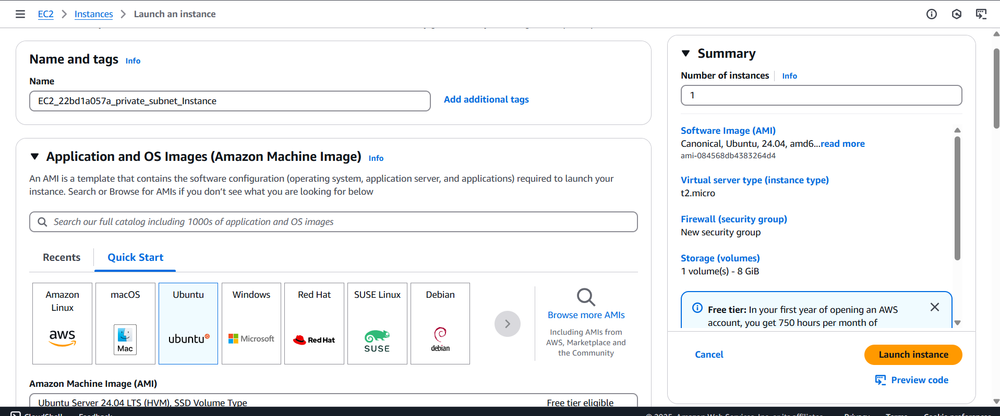 EC2 Instances Launch an instance
Name and tags Info
Name
EC2_22bd1a057a_private_subnet_Instance
Add additional tags
Application and OS Images (Amazon Machine Image) Info
An AMI is a template that contains the software configuration (operating system, application server, and applications) required to launch your
instance. Search or Browse for AMIs if you don’t see what you are looking for below
Search our full catalog including 1000s of application and OS images
Recents
Quick Start
Amazon
Linux
aws
macOS
Mac
Ubuntu
ubuntu
Windows
Microsoft
Red Hat
Red Hat
SUSE Linux
SUSE
Debian
debian
Browse more AMIs
Including AMIs from
AWS, Marketplace and
the Community
Amazon Machine Image (AMI)
Ubuntu Server 24.04 LTS (HVM), SSD Volume Type
Free tier eligible
Summary
Number of instances Info
1
Software Image (AMI)
Canonical, Ubuntu, 24.04, amd6...read more
ami-084568db4383264d4
Virtual server type (instance type)
t2.micro
Firewall (security group)
New security group
Storage (volumes)
1 volume(s) - 8 GiB
Free tier: In your first year of opening an AWS
account, you get 750 hours per month of
Cancel
Launch instance
Preview code
CloudShell Feedback
© 2025, Amazon Web Services, Inc. or its affiliates. Privacy Terms Cookie preferences